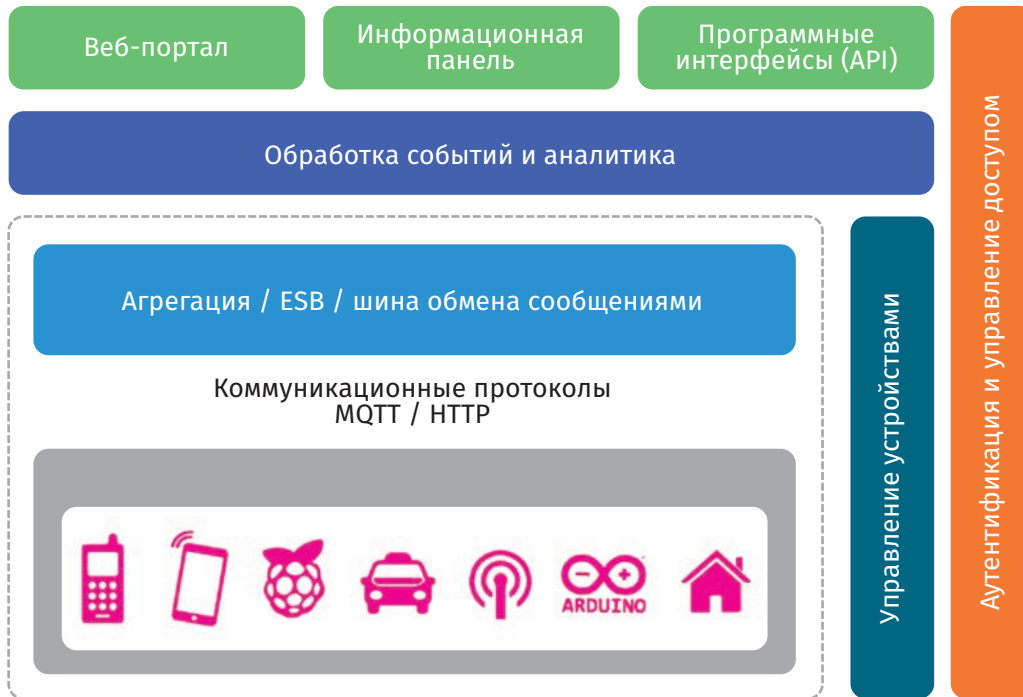 Веб-портал
Информационная
панель
Программные
интерфейсы (API)
Обработка событий и аналитика
Агрегация / ESB / шина обмена сообщениями
Коммуникационные протоколы
MQTT / HTTP
ARDUINO
Управление устройствами
Аутентификация и управление доступом